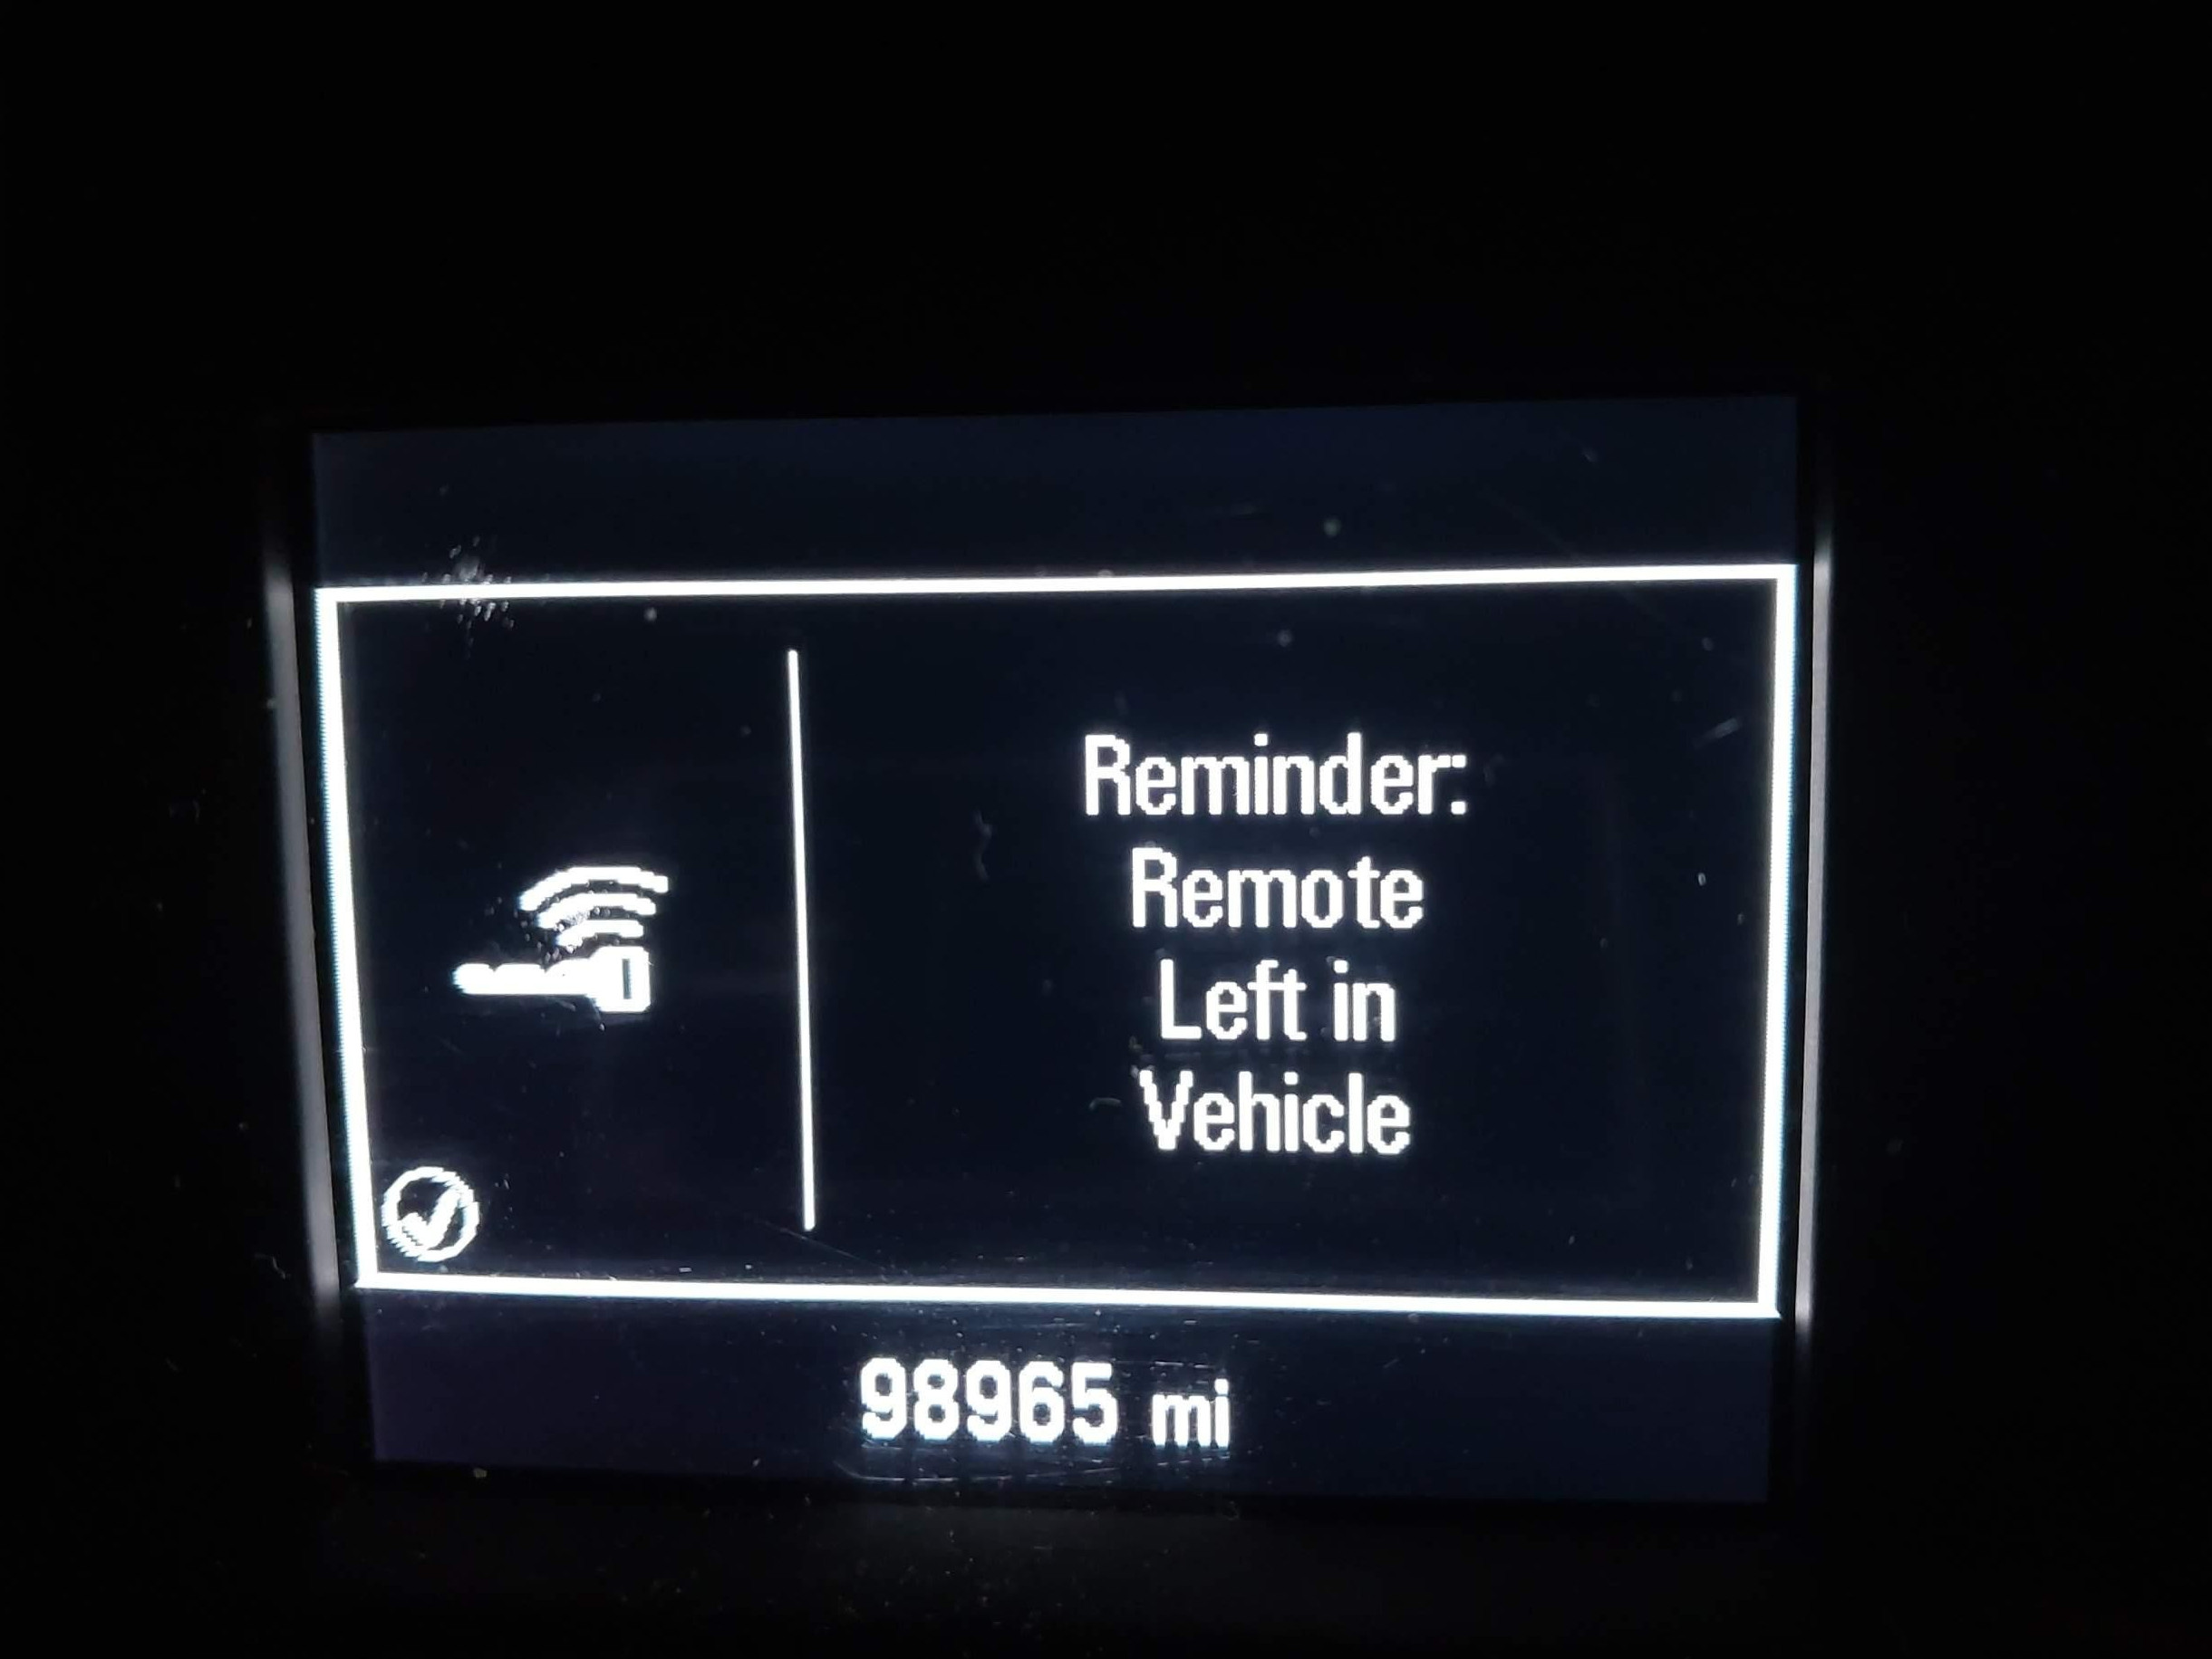 Reminder:
Remote
Left in
Vehicle
98965 mi